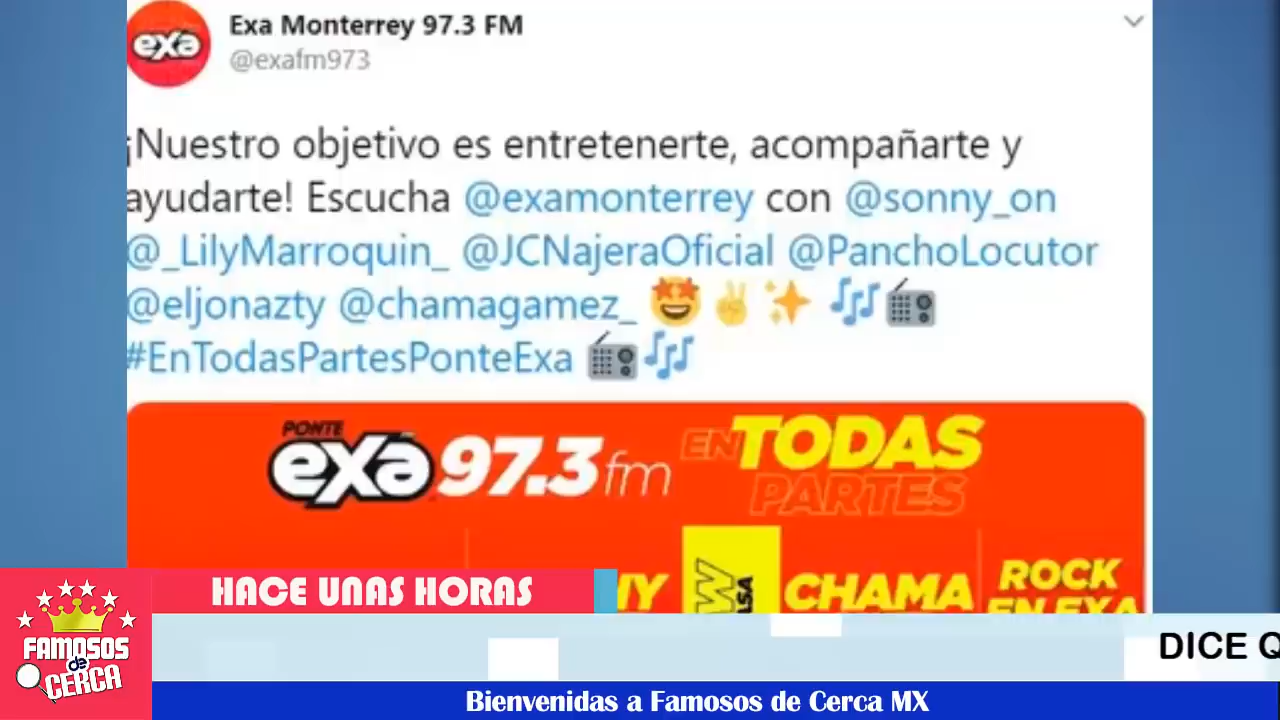 exa
Exa Monterrey 97.3 FM
@exafm973
¡Nuestro objetivo es entretenerte, acompañarte y
ayudarte! Escucha @examonterrey con @sonny_on
@_LilyMarroquin_ @JCNajeraOficial @PanchoLocutor
@eljonazty @chamagamez_
#EnTodasPartesPonteExa
PONTE
exa 97.3 fm
EN TODAS
PARTES
CHAMA
ROCK
EN EXA
HACE UNAS HORAS
FAMOSOS
de
CERCA
DICE
Bienvenidas a Famosos de Cerca MX